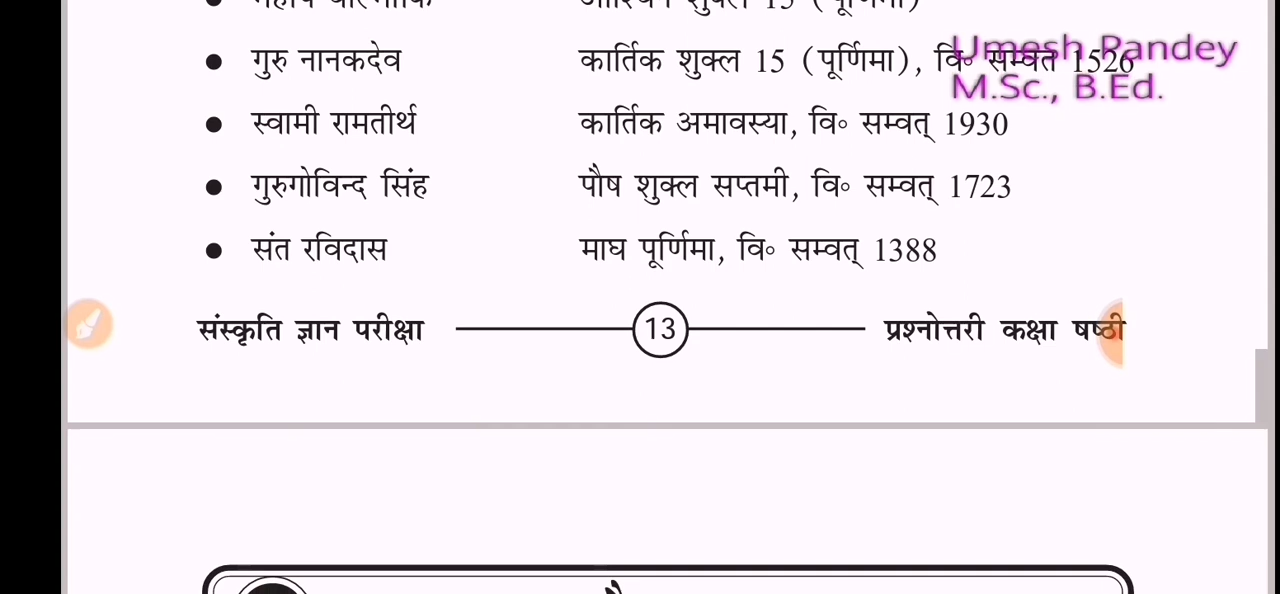 शुक्ल 15 (पूर्णिमा)
● गुरु नानकदेव कार्तिक शुक्ल 15 (पूर्णिमा), वि॰ सम्वत् 1526
Umesh Pandey
M.Sc., B.Ed.
● स्वामी रामतीर्थ कार्तिक अमावस्या, वि॰ सम्वत् 1930
● गुरुगोविन्द सिंह पौष शुक्ल सप्तमी, वि॰ सम्वत् 1723
● संत रविदास माघ पूर्णिमा, वि॰ सम्वत् 1388
संस्कृति ज्ञान परीक्षा 13 प्रश्नोत्तरी कक्षा षष्ठी